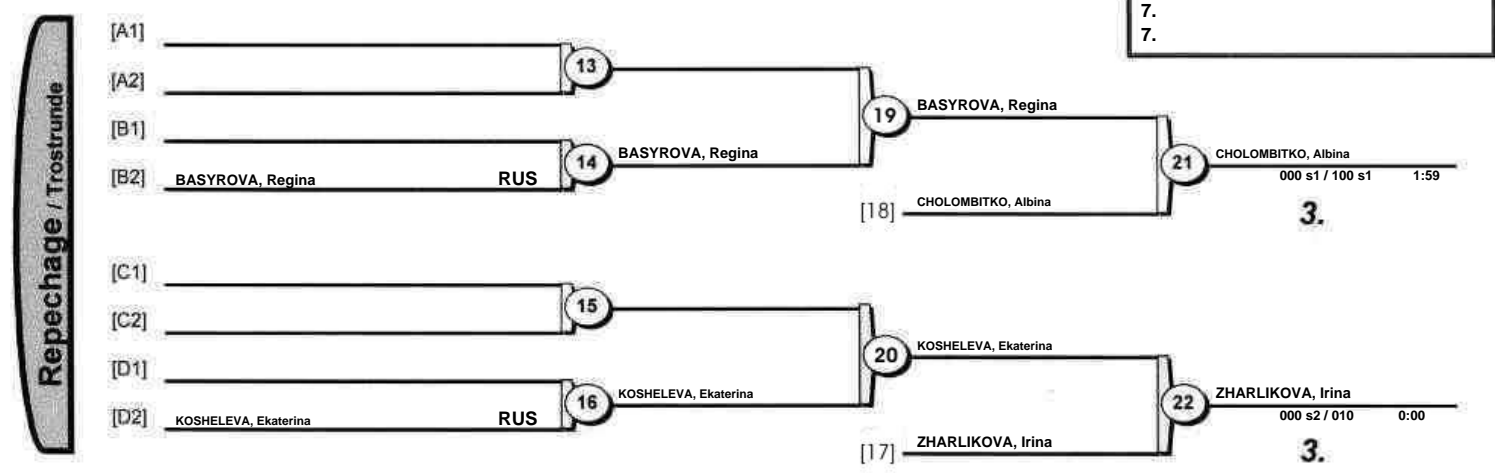 7.
7.
Repechage / Trostrunde
[A1]
13
[A2]
19
BASYROVA, Regina
[B1]
14
BASYROVA, Regina
21
CHOLOMBITKO, Albina
[B2]
BASYROVA, Regina
RUS
000 s1 / 100 s1
1:59
[18]
CHOLOMBITKO, Albina
3.
[C1]
15
[C2]
20
KOSHELEVA, Ekaterina
[D1]
16
KOSHELEVA, Ekaterina
22
ZHARLIKOVA, Irina
[D2]
KOSHELEVA, Ekaterina
RUS
000 s2 / 010
0:00
[17]
ZHARLIKOVA, Irina
3.